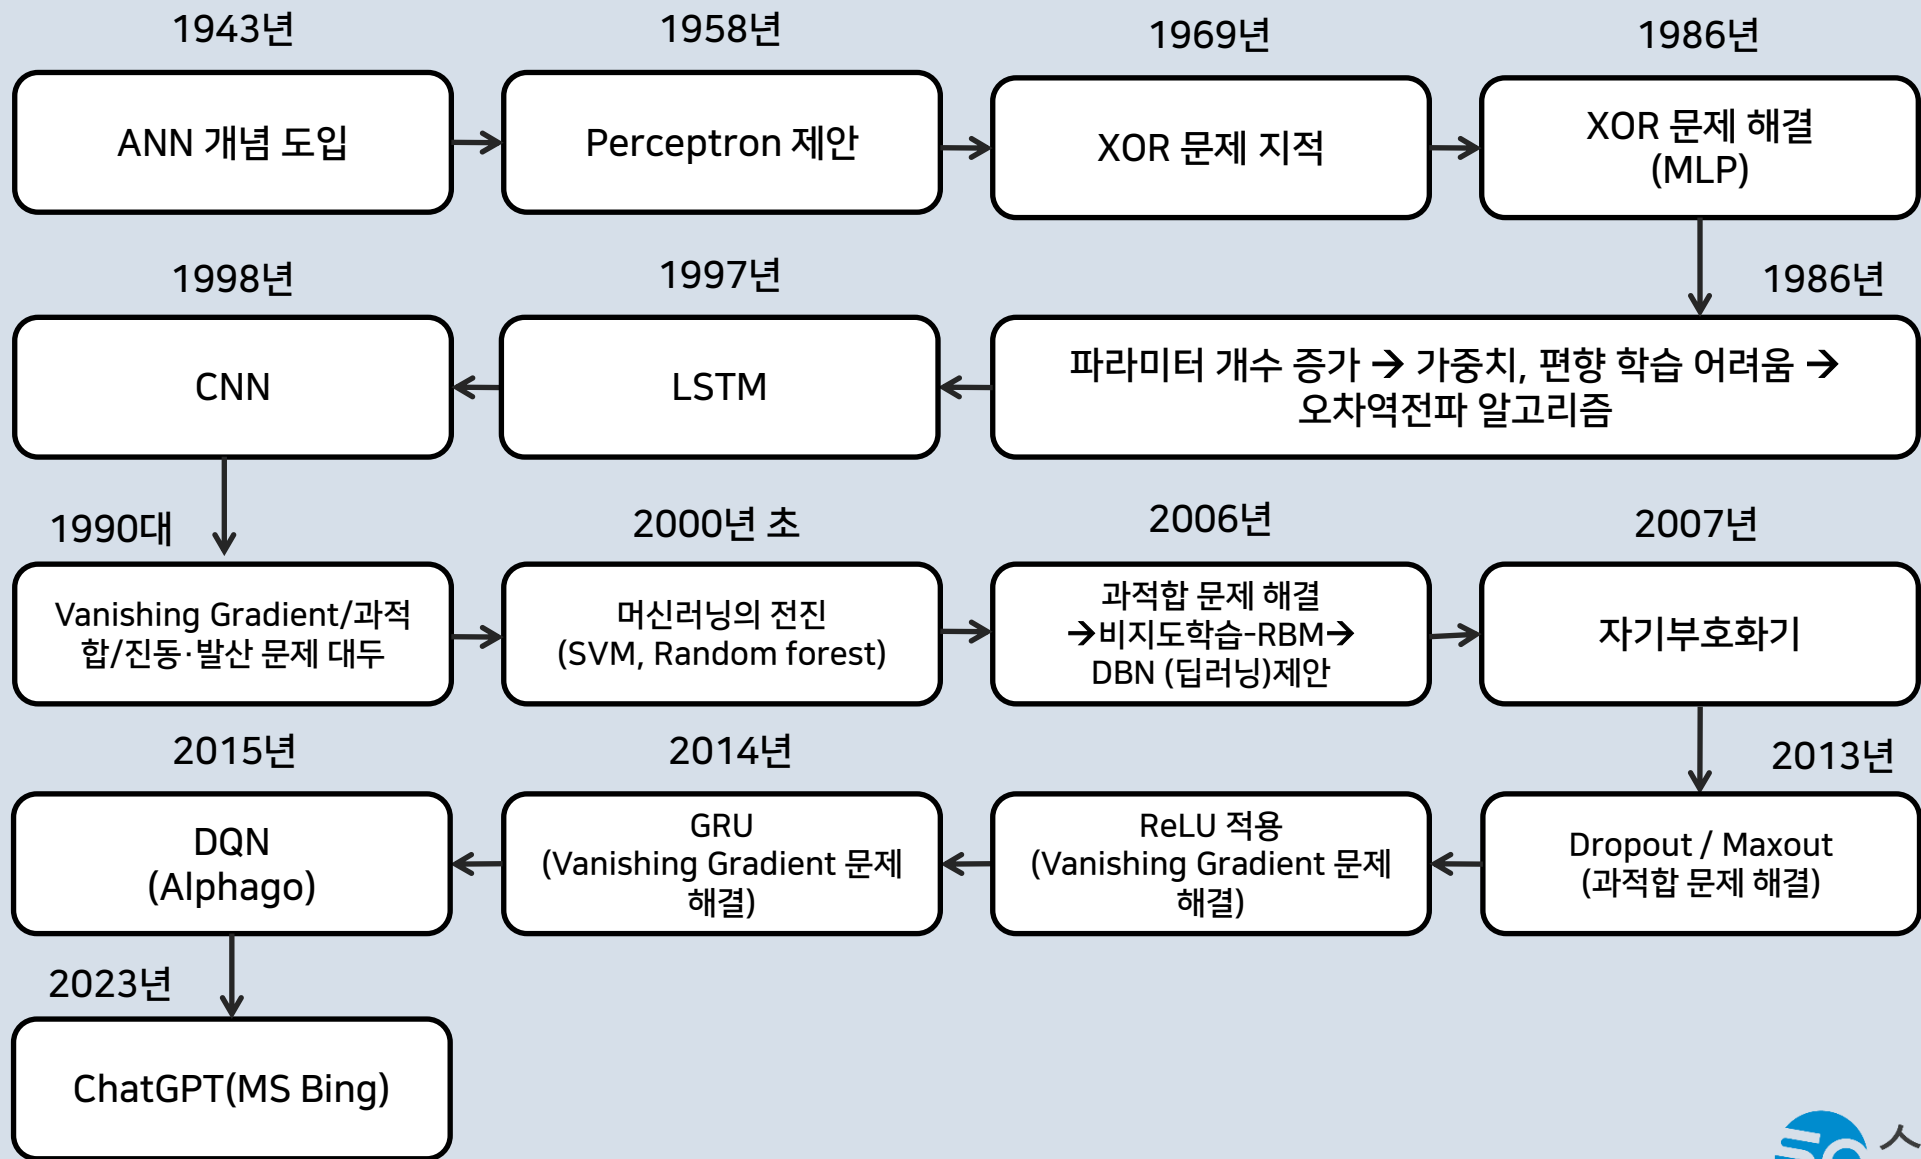 1943년
ANN 개념 도입
1958년
Perceptron 제안
1969년
XOR 문제 지적
1986년
XOR 문제 해결
(MLP)
1986년
파라미터 개수 증가 → 가중치, 편향 학습 어려움 →
오차역전파 알고리즘
1997년
LSTM
1998년
CNN
1990대
Vanishing Gradient/과적
합/진동·발산 문제 대두
2000년 초
머신러닝의 전진
(SVM, Random forest)
2006년
과적합 문제 해결
→비지도학습-RBM→
DBN (딥러닝)제안
2007년
자기부호화기
2013년
Dropout / Maxout
(과적합 문제 해결)
ReLU 적용
(Vanishing Gradient 문제
해결)
2014년
GRU
(Vanishing Gradient 문제
해결)
2015년
DQN
(Alphago)
2023년
ChatGPT(MS Bing)